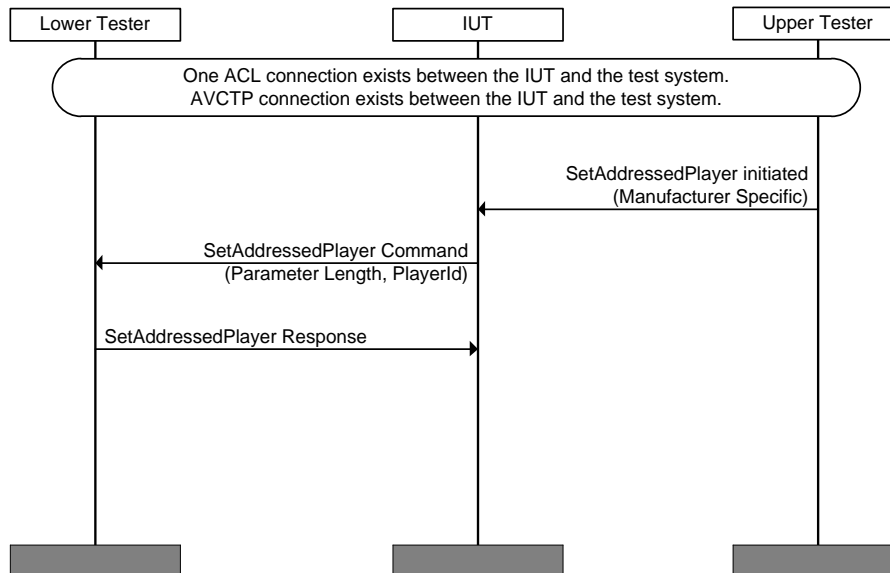 Lower Tester
IUT
Upper Tester
One ACL connection exists between the IUT and the test system.
AVCTP connection exists between the IUT and the test system.
SetAddressedPlayer initiated
(Manufacturer Specific)
SetAddressedPlayer Command
(Parameter Length, PlayerId)
SetAddressedPlayer Response